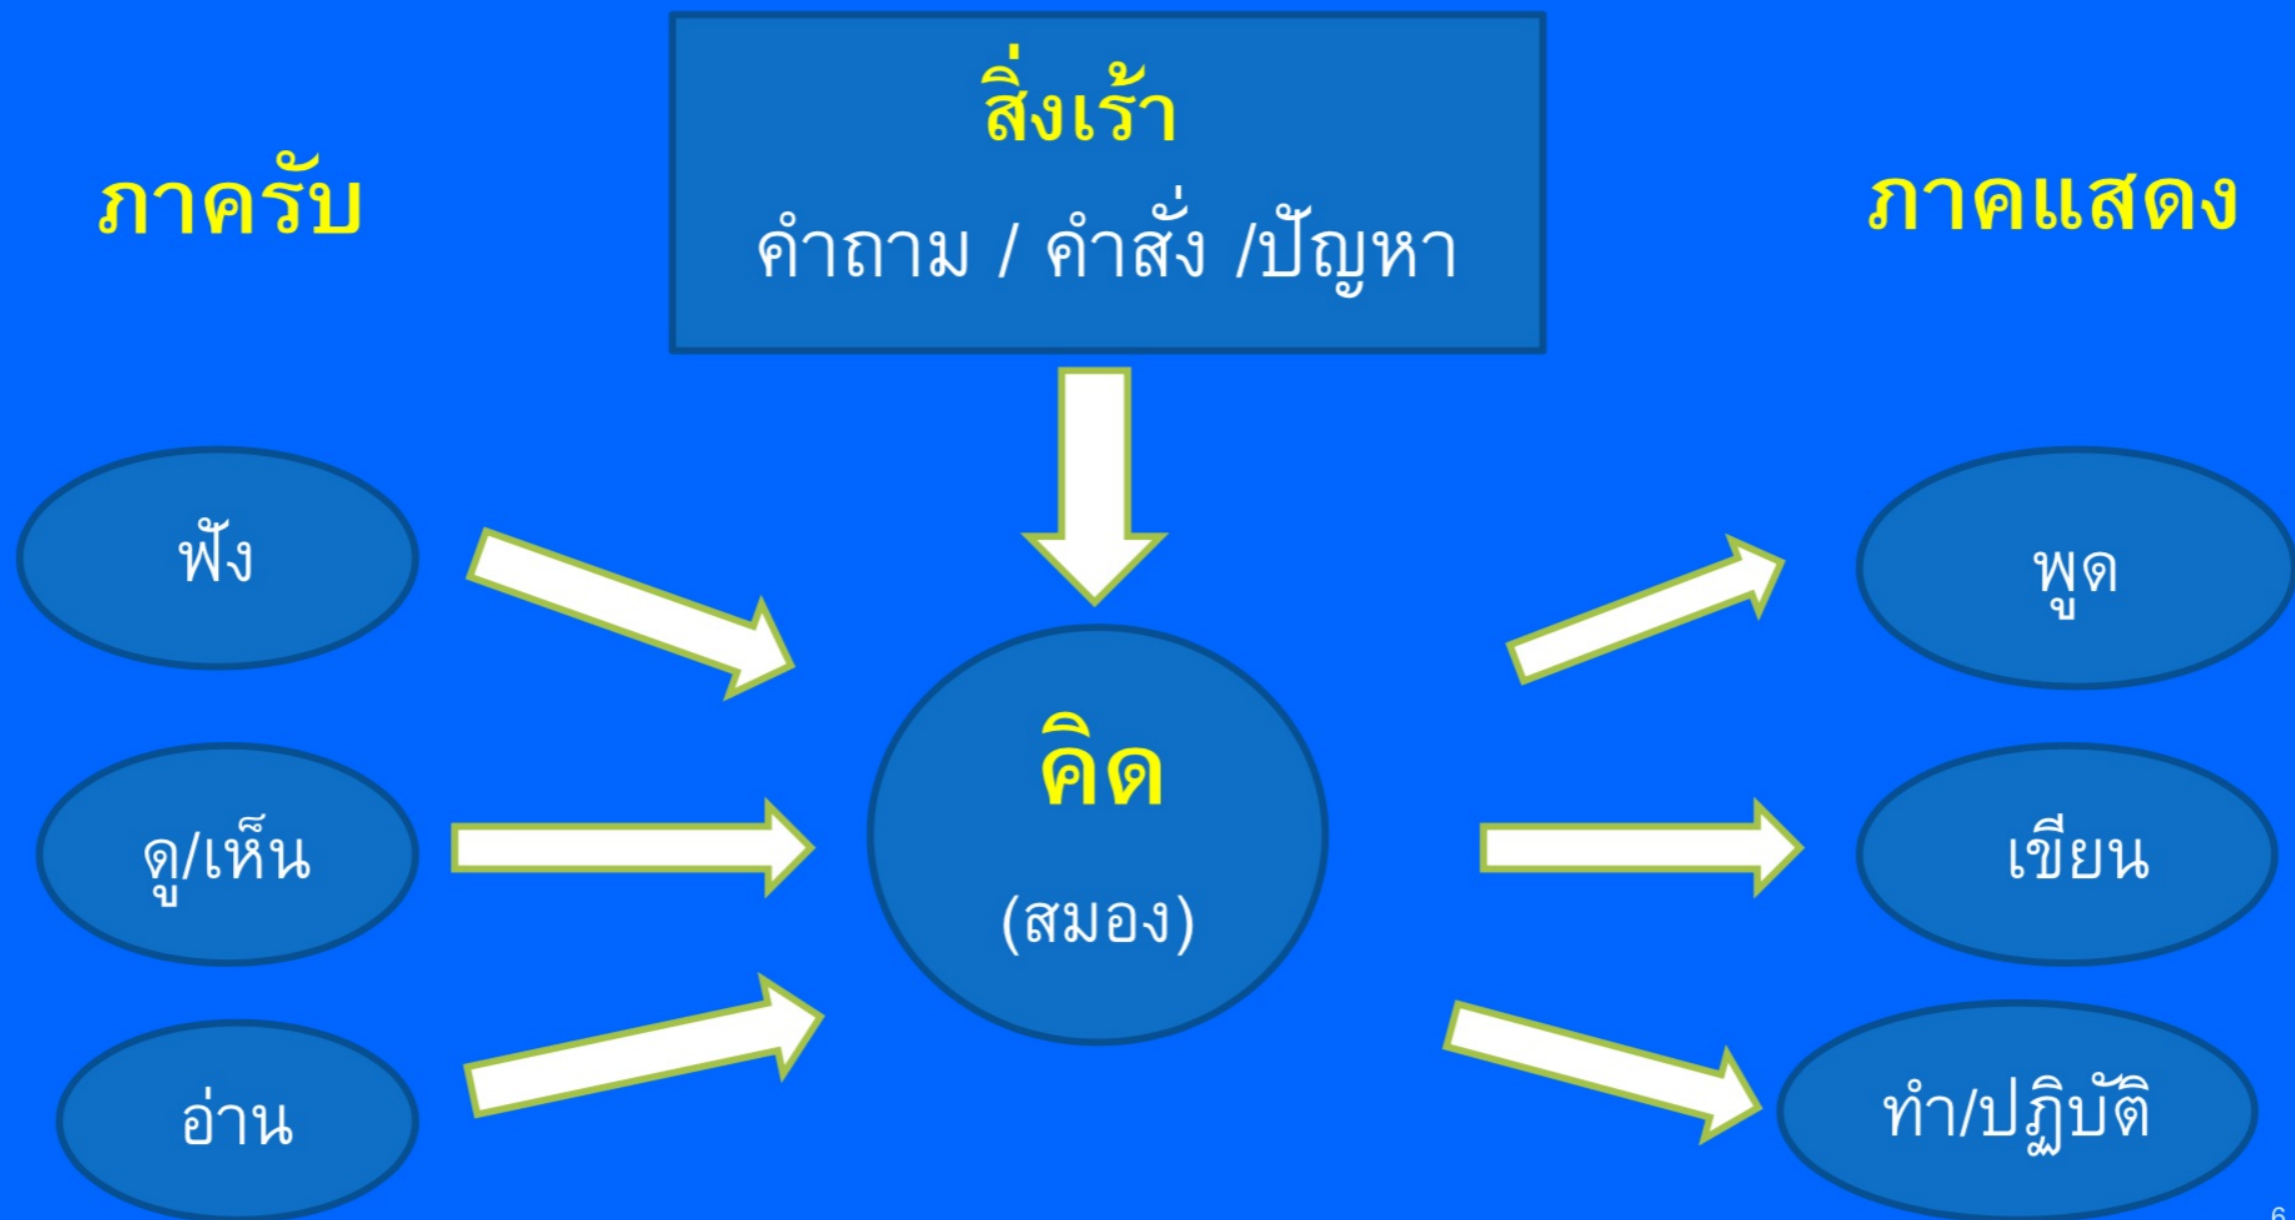 สิ่งเร้า
คำถาม / คำสั่ง /ปัญหา
ภาครับ
ภาคแสดง
ฟัง
ดู/เห็น
อ่าน
คิด
(สมอง)
พูด
เขียน
ทำ/ปฏิบัติ
6